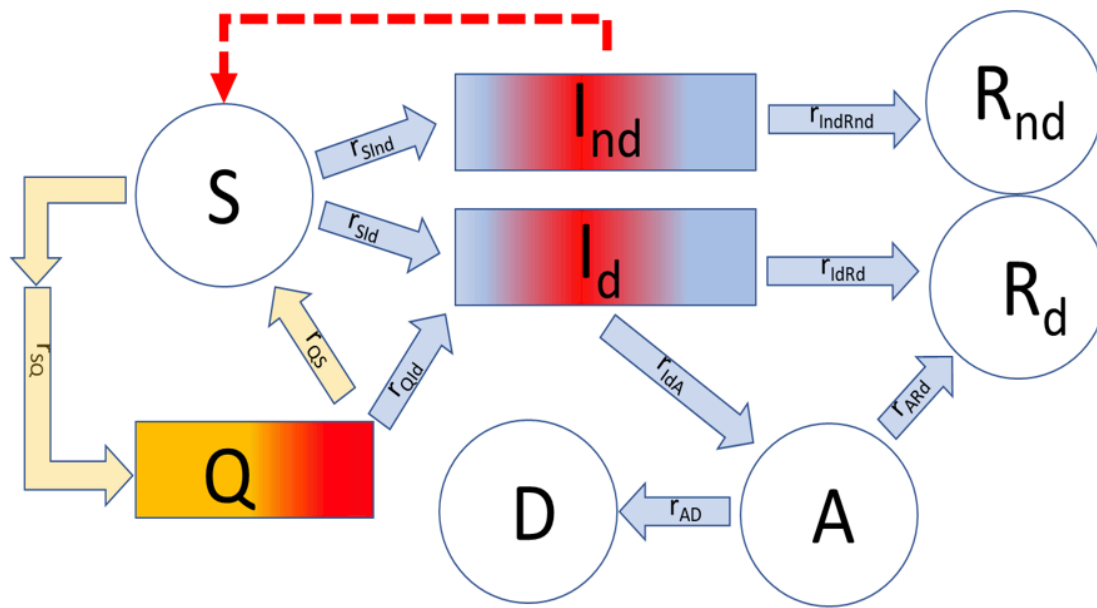 I_nd
R_nd
r_SInd
r_IndRnd
S
r_SId
I_d
r_IdRd
R_d
r_SQ
r_QS
r_QId
r_IdA
r_ARd
Q
D
r_AD
A